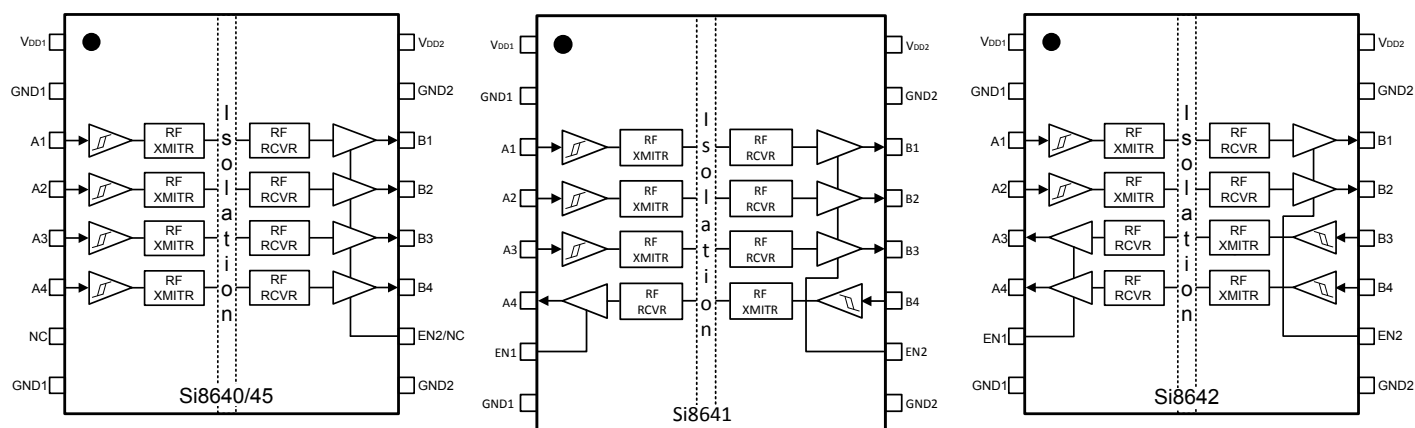 VDD1
VDD2
GND1
GND2
A1
RF XMITR
RF RCVR
B1
A2
RF XMITR
RF RCVR
B2
A3
RF XMITR
RF RCVR
B3
A4
RF XMITR
RF RCVR
B4
NC
EN2/NC
GND1
GND2
Isolation
Si8640/45
VDD1
VDD2
GND1
GND2
A1
RF XMITR
RF RCVR
B1
A2
RF XMITR
RF RCVR
B2
A3
RF XMITR
RF RCVR
B3
A4
RF RCVR
RF XMITR
B4
EN1
EN2
GND1
GND2
Isolation
Si8641
VDD1
VDD2
GND1
GND2
A1
RF XMITR
RF RCVR
B1
A2
RF XMITR
RF RCVR
B2
A3
RF RCVR
RF XMITR
B3
A4
RF RCVR
RF XMITR
B4
EN1
EN2
GND1
GND2
Isolation
Si8642